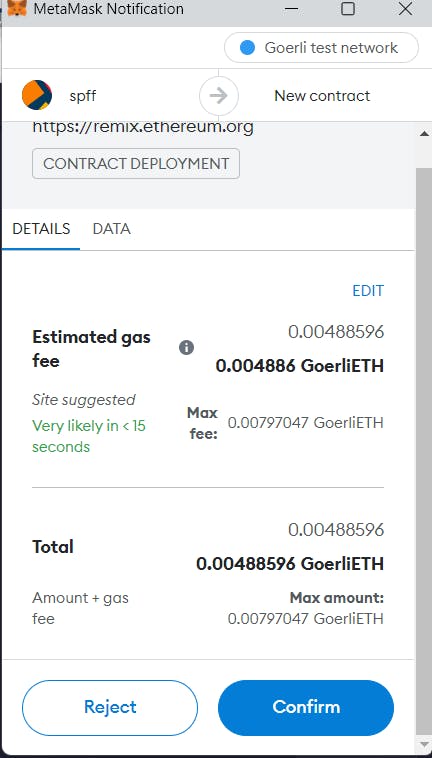 MetaMask Notification
Goerli test network
spff
New contract
https://remix.ethereum.org
CONTRACT DEPLOYMENT
DETAILS DATA
EDIT
Estimated gas fee
0.00488596
0.004886 GoerliETH
Site suggested
Very likely in < 15 seconds
Max fee: 0.00797047 GoerliETH
Total
0.00488596
0.00488596 GoerliETH
Amount + gas fee
Max amount:
0.00797047 GoerliETH
Reject
Confirm